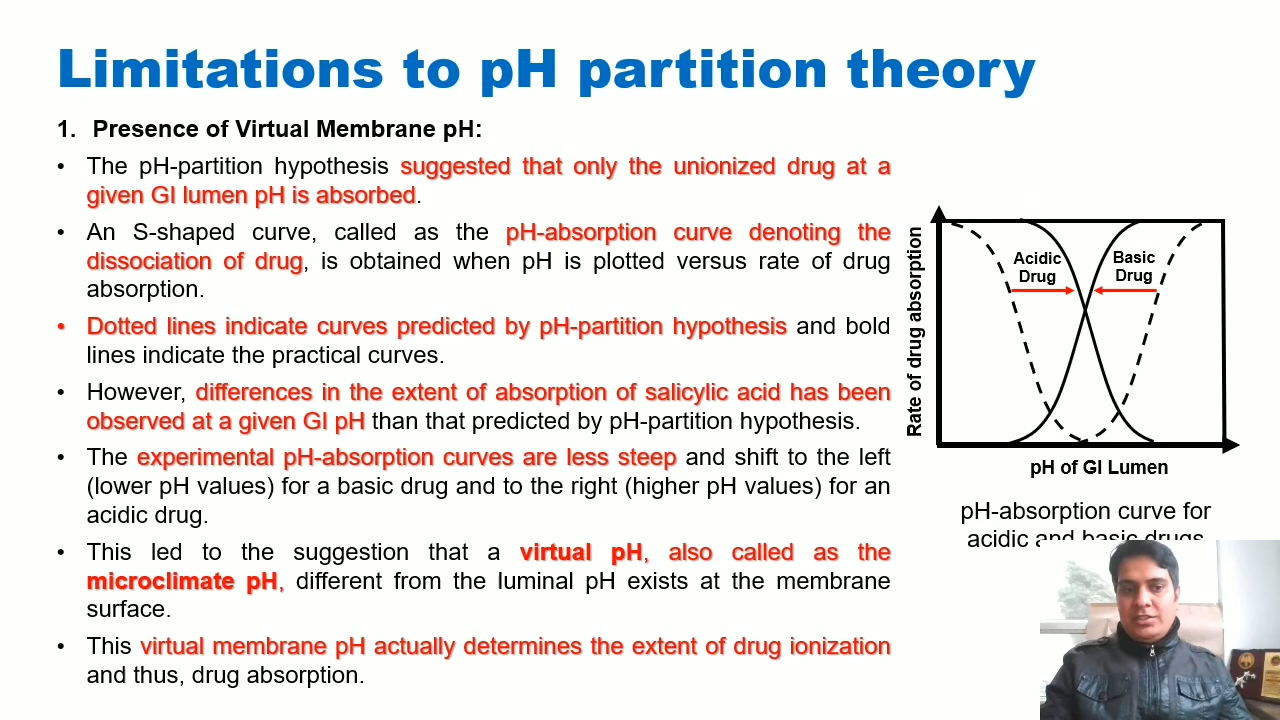 Limitations to pH partition theory
1. Presence of Virtual Membrane pH:
• The pH-partition hypothesis suggested that only the unionized drug at a
given GI lumen pH is absorbed.
• An S-shaped curve, called as the pH-absorption curve denoting the
dissociation of drug, is obtained when pH is plotted versus rate of drug
absorption.
• Dotted lines indicate curves predicted by pH-partition hypothesis and bold
lines indicate the practical curves.
• However, differences in the extent of absorption of salicylic acid has been
observed at a given GI pH than that predicted by pH-partition hypothesis.
• The experimental pH-absorption curves are less steep and shift to the left
(lower pH values) for a basic drug and to the right (higher pH values) for an
acidic drug.
• This led to the suggestion that a virtual pH, also called as the
microclimate pH, different from the luminal pH exists at the membrane
surface.
• This virtual membrane pH actually determines the extent of drug ionization
and thus, drug absorption.
Rate of drug absorption
Acidic
Drug
Basic
Drug
pH of GI Lumen
pH-absorption curve for
acidic and basic drugs